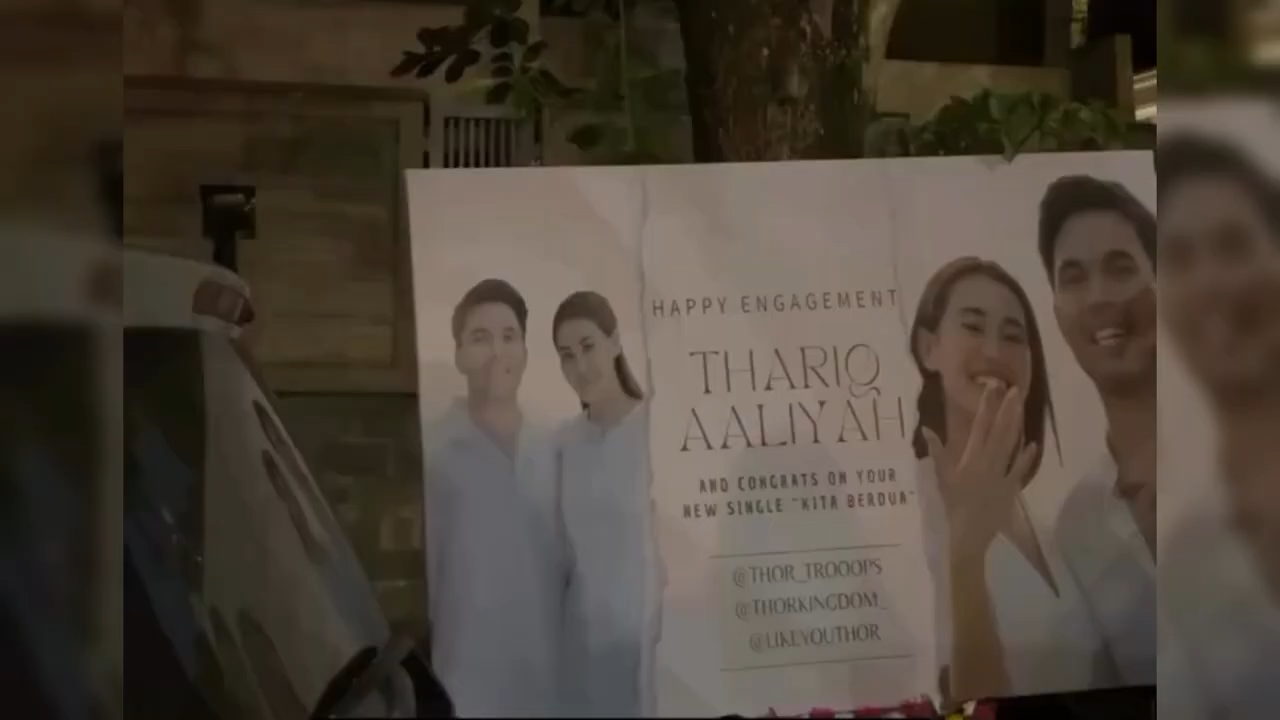 HAPPY ENGAGEMENT
THARIQ
AALIYAH
AND CONGRATS ON YOUR
NEW SINGLE "KITA BERDUA"
@THOR_TROOOPS
@THORKINGDOM_
@LIKEYOUTHOR